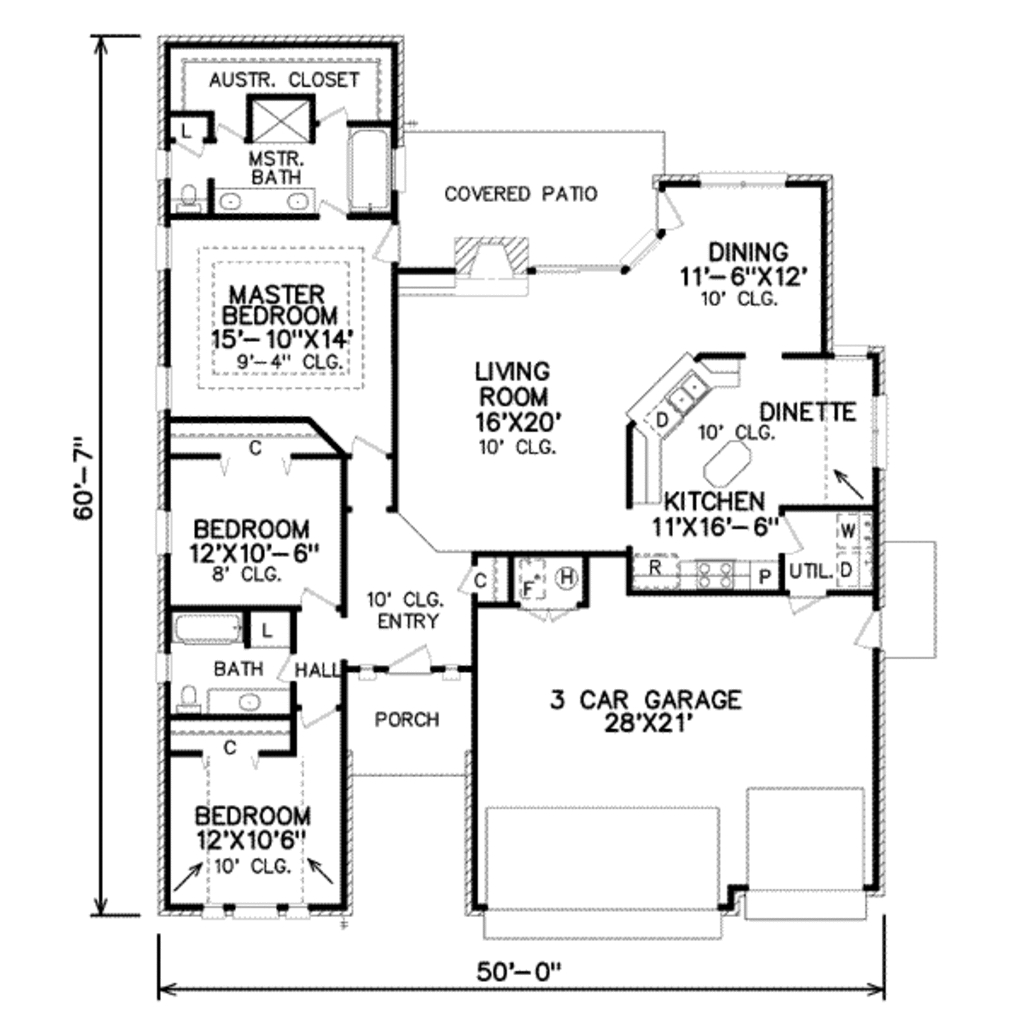 AUSTR. CLOSET
L
MSTR.
BATH
COVERED PATIO
DINING
11'-6"X12'
10' CLG.
MASTER
BEDROOM
15'-10"X14'
9'-4" CLG.
LIVING
ROOM
16'X20'
10' CLG.
D
DINETTE
10' CLG.
C
60'-7"
KITCHEN
11'X16'-6"
BEDROOM
12'X10'-6"
8' CLG.
W
R
P
UTIL.
D
C
F
H
10' CLG.
ENTRY
L
BATH
HALL
PORCH
3 CAR GARAGE
28'X21'
C
BEDROOM
12'X10'6"
10' CLG.
50'-0"